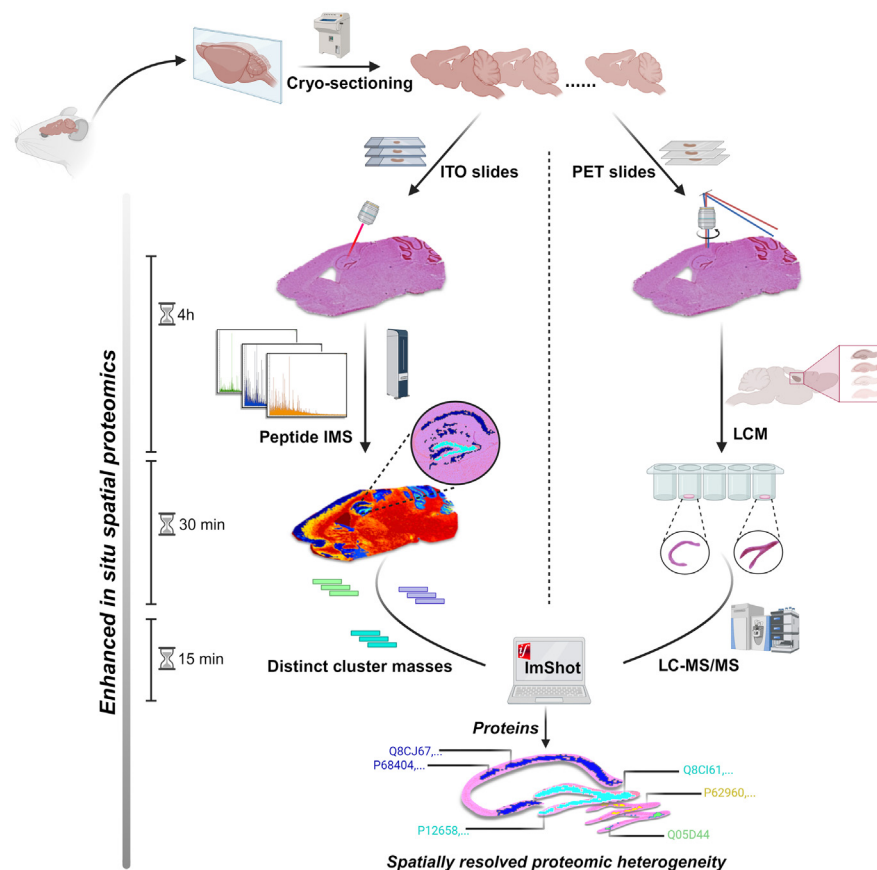 Cryo-sectioning
......
ITO slides
PET slides
Enhanced in situ spatial proteomics
4h
Peptide IMS
LCM
30 min
15 min
Distinct cluster masses
ImShot
LC-MS/MS
Proteins
Q8CJ67,...
P68404,...
Q8CI61,...
P62960,...
P12658,...
Q05D44
Spatially resolved proteomic heterogeneity